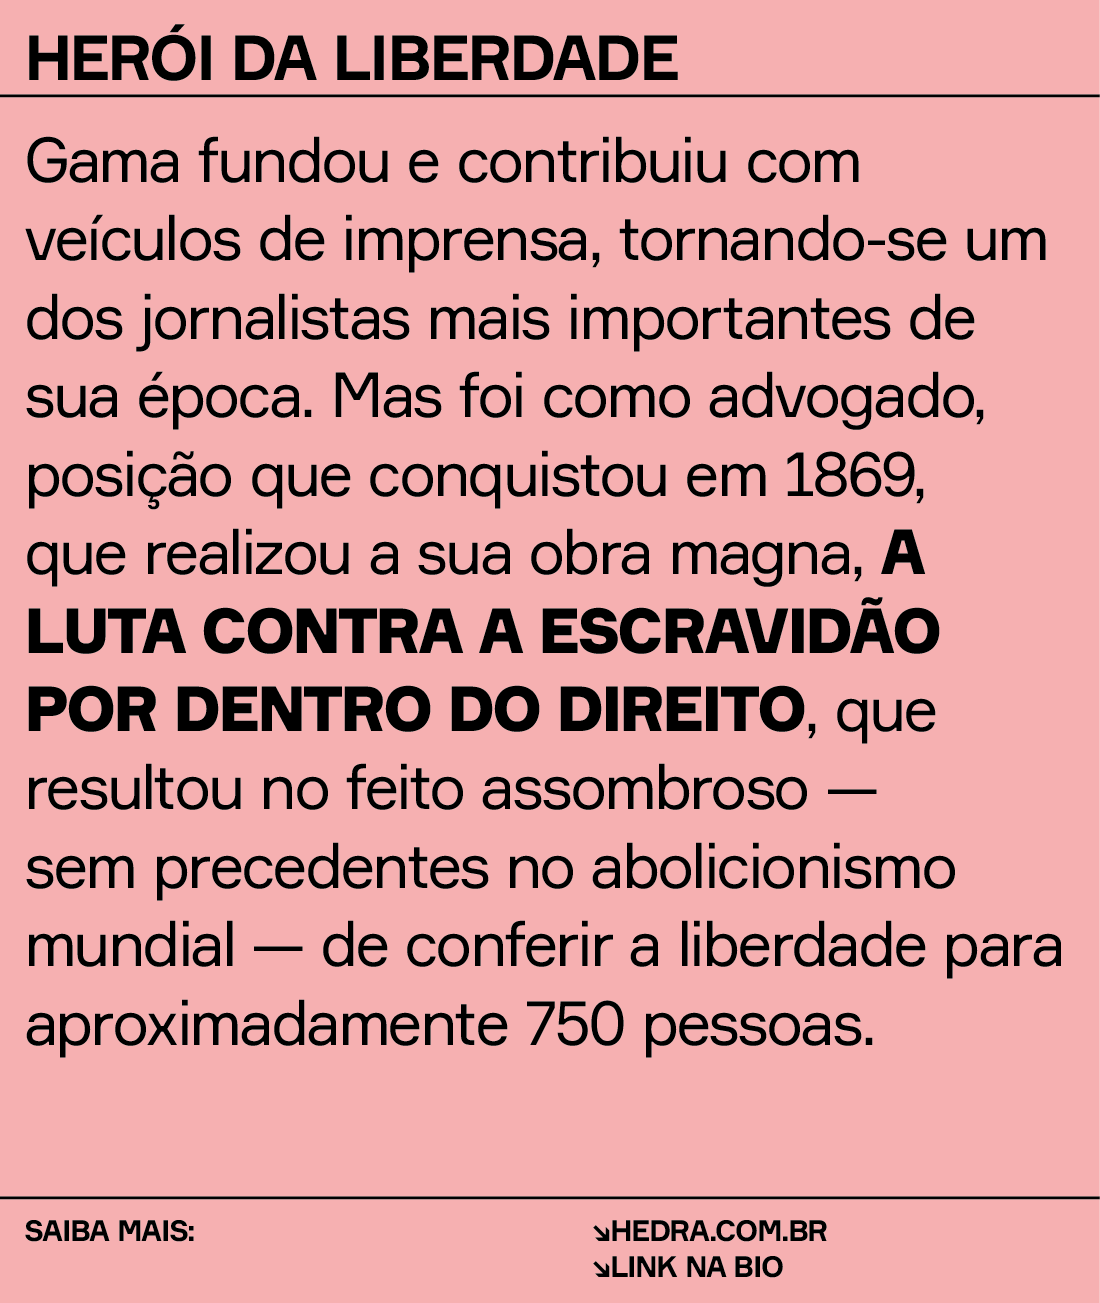 HERÓI DA LIBERDADE
Gama fundou e contribuiu com
veículos de imprensa, tornando-se um
dos jornalistas mais importantes de
sua época. Mas foi como advogado,
posição que conquistou em 1869,
que realizou a sua obra magna, A
LUTA CONTRA A ESCRAVIDÃO
POR DENTRO DO DIREITO, que
resultou no feito assombroso —
sem precedentes no abolicionismo
mundial — de conferir a liberdade para
aproximadamente 750 pessoas.
SAIBA MAIS:
↘HEDRA.COM.BR
↘LINK NA BIO